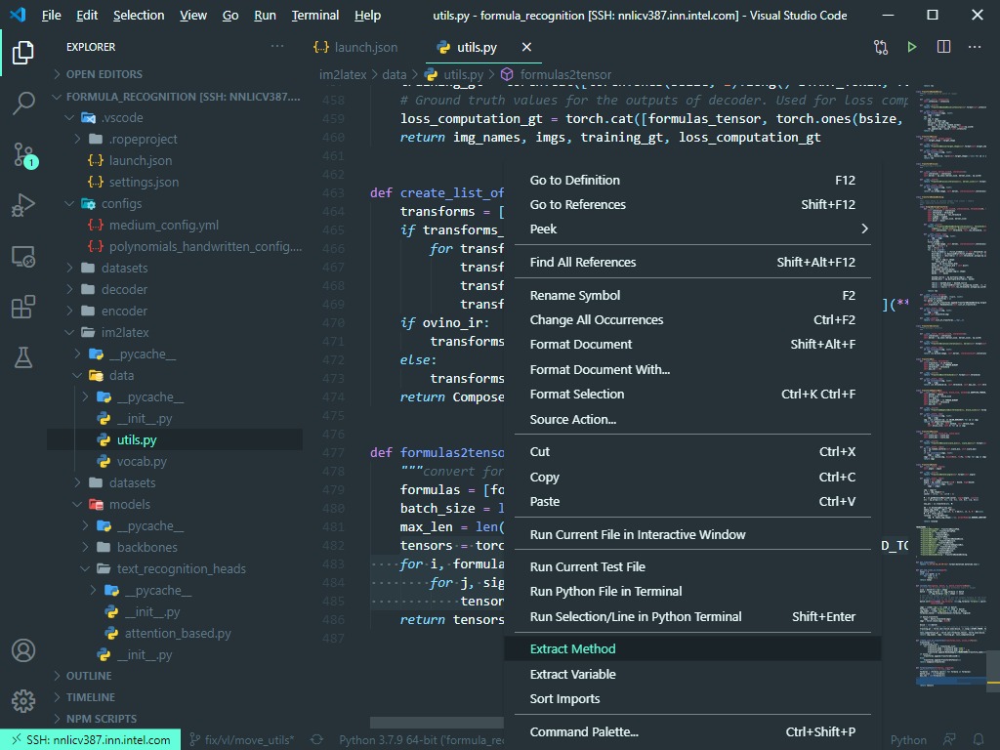 File Edit Selection View Go Run Terminal Help utils.py - formula_recognition [SSH: nnlicv387.inn.intel.com] - Visual Studio Code
EXPLORER
OPEN EDITORS
FORMULA_RECOGNITION [SSH: NNLICV387....
.vscode
.ropeproject
launch.json
settings.json
configs
medium_config.yml
polynomials_handwritten_config....
datasets
decoder
encoder
im2latex
__pycache__
data
__pycache__
__init__.py
utils.py
vocab.py
datasets
models
__pycache__
backbones
text_recognition_heads
__pycache__
__init__.py
attention_based.py
__init__.py
OUTLINE
TIMELINE
NPM SCRIPTS
1
launch.json utils.py
im2latex > data > utils.py > formulas2tensor
458 # Ground truth values for the outputs of decoder. Used for loss comp
459 loss_computation_gt = torch.cat([formulas_tensor, torch.ones(bsize,
460 return img_names, imgs, training_gt, loss_computation_gt
461
462
463 def create_list_of
464 transforms = [
465 if transforms_
466 for transf
467 transf
468 transf
469 transf ](**
470 if ovino_ir:
471 transforms
472 else:
473 transforms
474 return Compose
475
476
477 def formulas2tenso
478 """convert for
479 formulas = [fo
480 batch_size = l
481 max_len = len(
482 tensors = torc D_TO
483 for i, formula
484 for j, sig
485 tensor
486 return tensors
487
Go to Definition F12
Go to References Shift+F12
Peek
Find All References Shift+Alt+F12
Rename Symbol F2
Change All Occurrences Ctrl+F2
Format Document Shift+Alt+F
Format Document With...
Format Selection Ctrl+K Ctrl+F
Source Action...
Cut Ctrl+X
Copy Ctrl+C
Paste Ctrl+V
Run Current File in Interactive Window
Run Current Test File
Run Python File in Terminal
Run Selection/Line in Python Terminal Shift+Enter
Extract Method
Extract Variable
Sort Imports
Command Palette... Ctrl+Shift+P
SSH: nnlicv387.inn.intel.com fix/vl/move_utils* Python 3.7.9 64-bit ('formula_rec Python